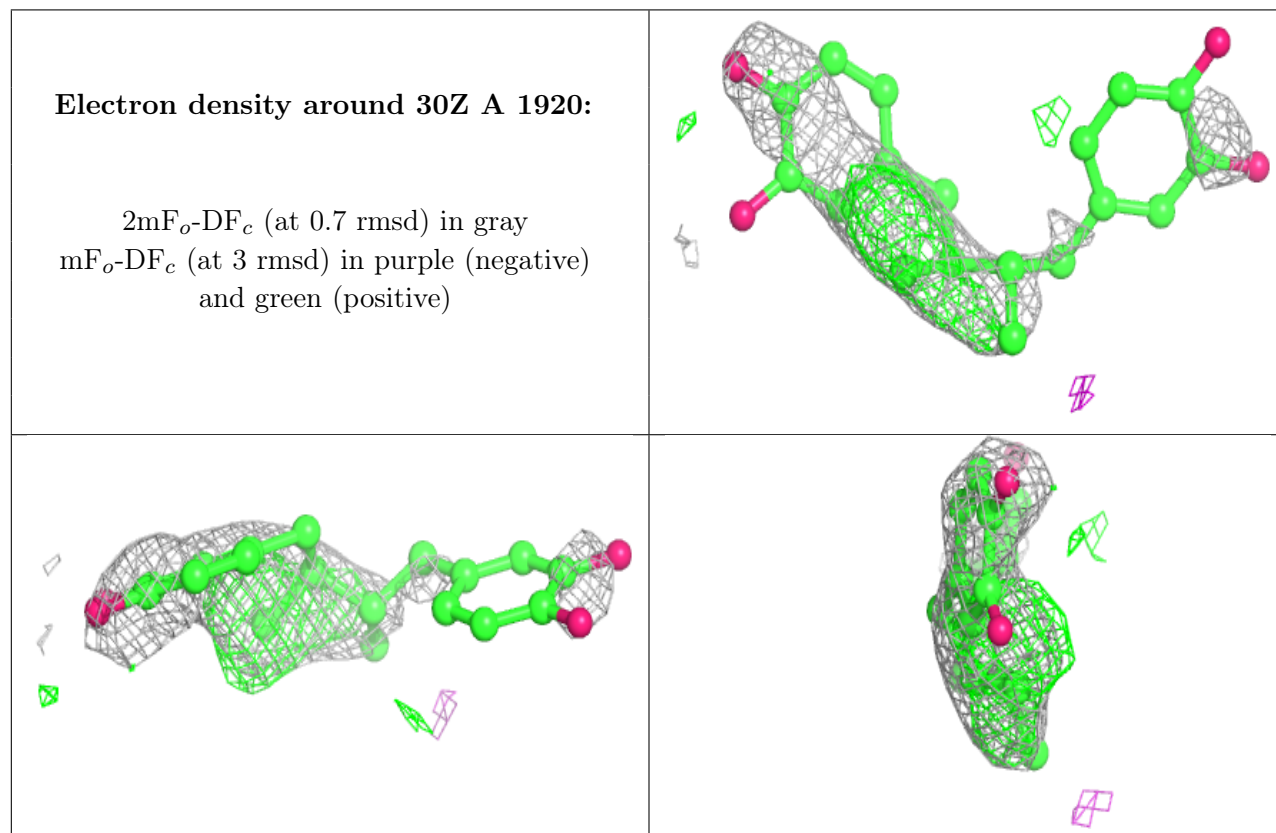 Electron density around 30Z A 1920:
2mFo-DFc (at 0.7 rmsd) in gray
mFo-DFc (at 3 rmsd) in purple (negative)
and green (positive)